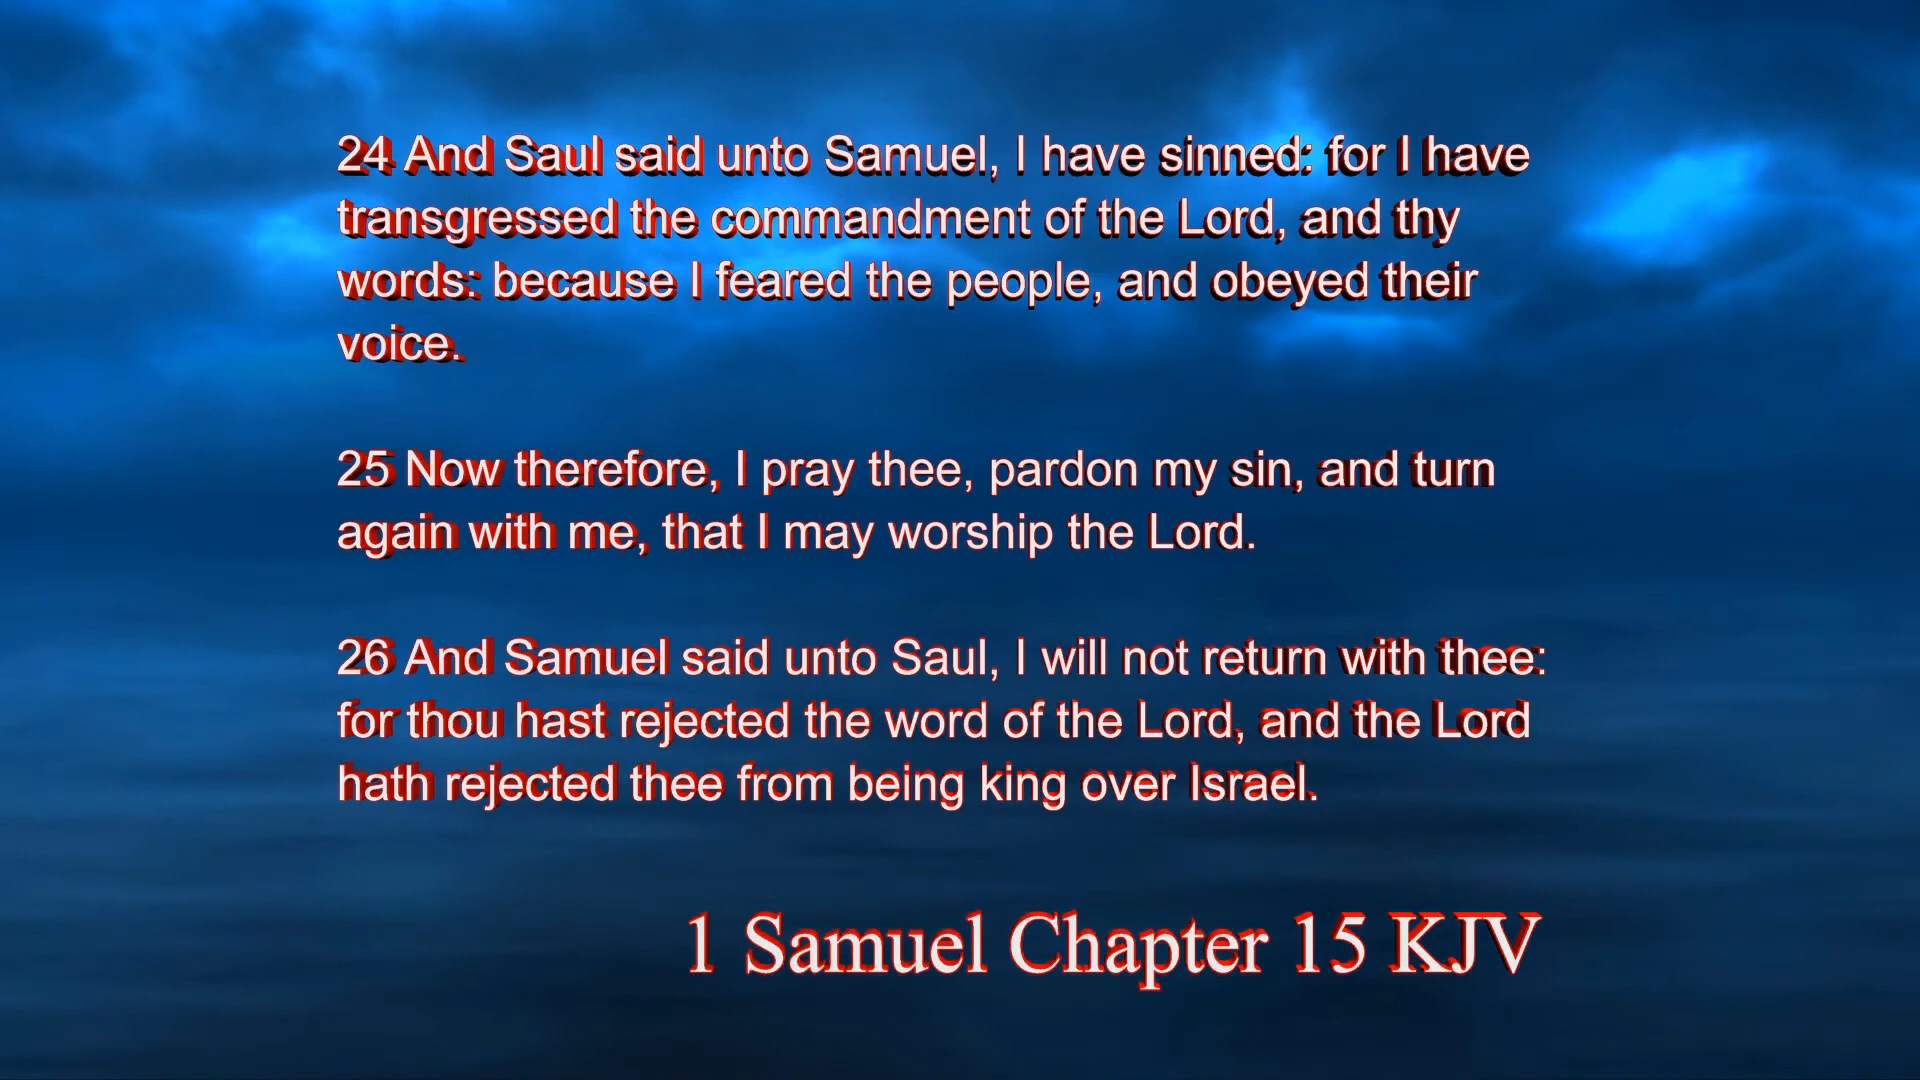 24 And Saul said unto Samuel, I have sinned: for I have
transgressed the commandment of the Lord, and thy
words: because I feared the people, and obeyed their
voice.
25 Now therefore, I pray thee, pardon my sin, and turn
again with me, that I may worship the Lord.
26 And Samuel said unto Saul, I will not return with thee:
for thou hast rejected the word of the Lord, and the Lord
hath rejected thee from being king over Israel.
1 Samuel Chapter 15 KJV